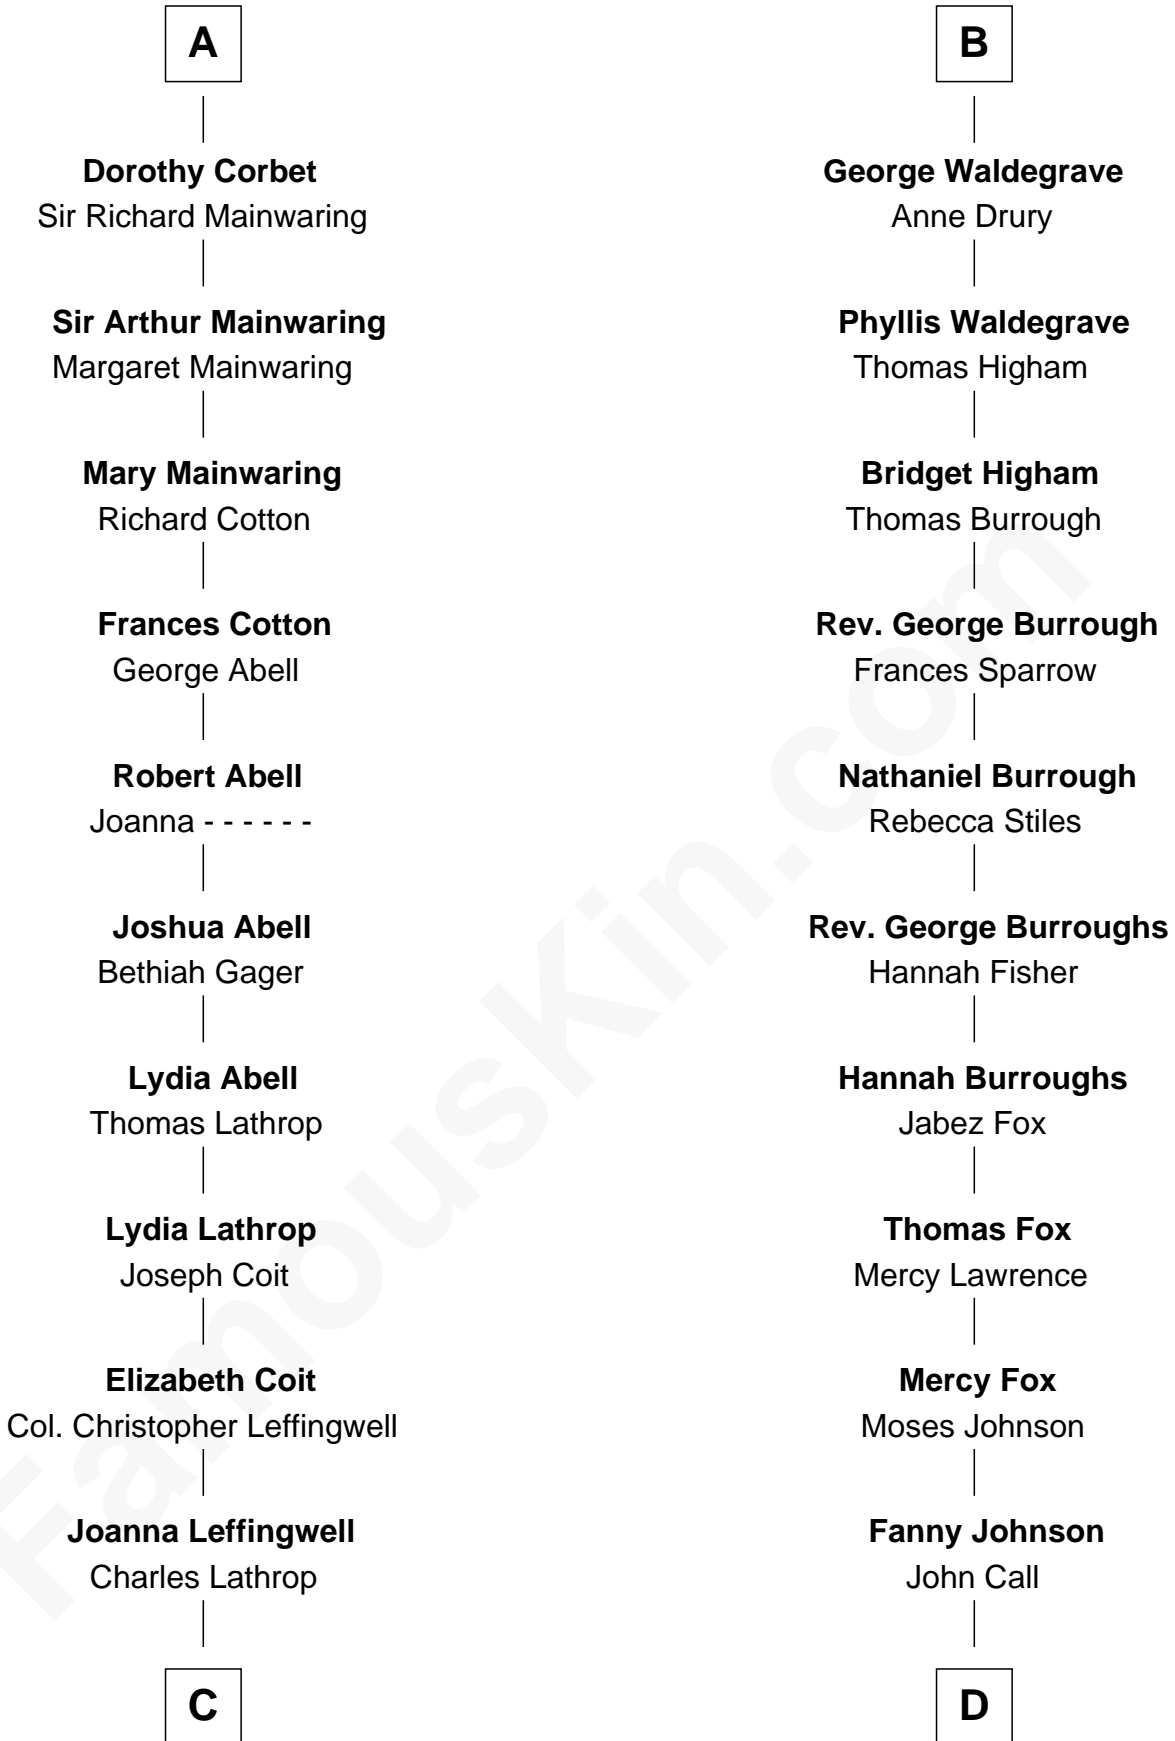 A
Dorothy Corbet
Sir Richard Mainwaring
Sir Arthur Mainwaring
Margaret Mainwaring
Mary Mainwaring
Richard Cotton
Frances Cotton
George Abell
Robert Abell
Joanna - - - - - -
Joshua Abell
Bethiah Gager
Lydia Abell
Thomas Lathrop
Lydia Lathrop
Joseph Coit
Elizabeth Coit
Col. Christopher Leffingwell
Joanna Leffingwell
Charles Lathrop
C
B
George Waldegrave
Anne Drury
Phyllis Waldegrave
Thomas Higham
Bridget Higham
Thomas Burrough
Rev. George Burrough
Frances Sparrow
Nathaniel Burrough
Rebecca Stiles
Rev. George Burroughs
Hannah Fisher
Hannah Burroughs
Jabez Fox
Thomas Fox
Mercy Lawrence
Mercy Fox
Moses Johnson
Fanny Johnson
John Call
D
FamousKin.com